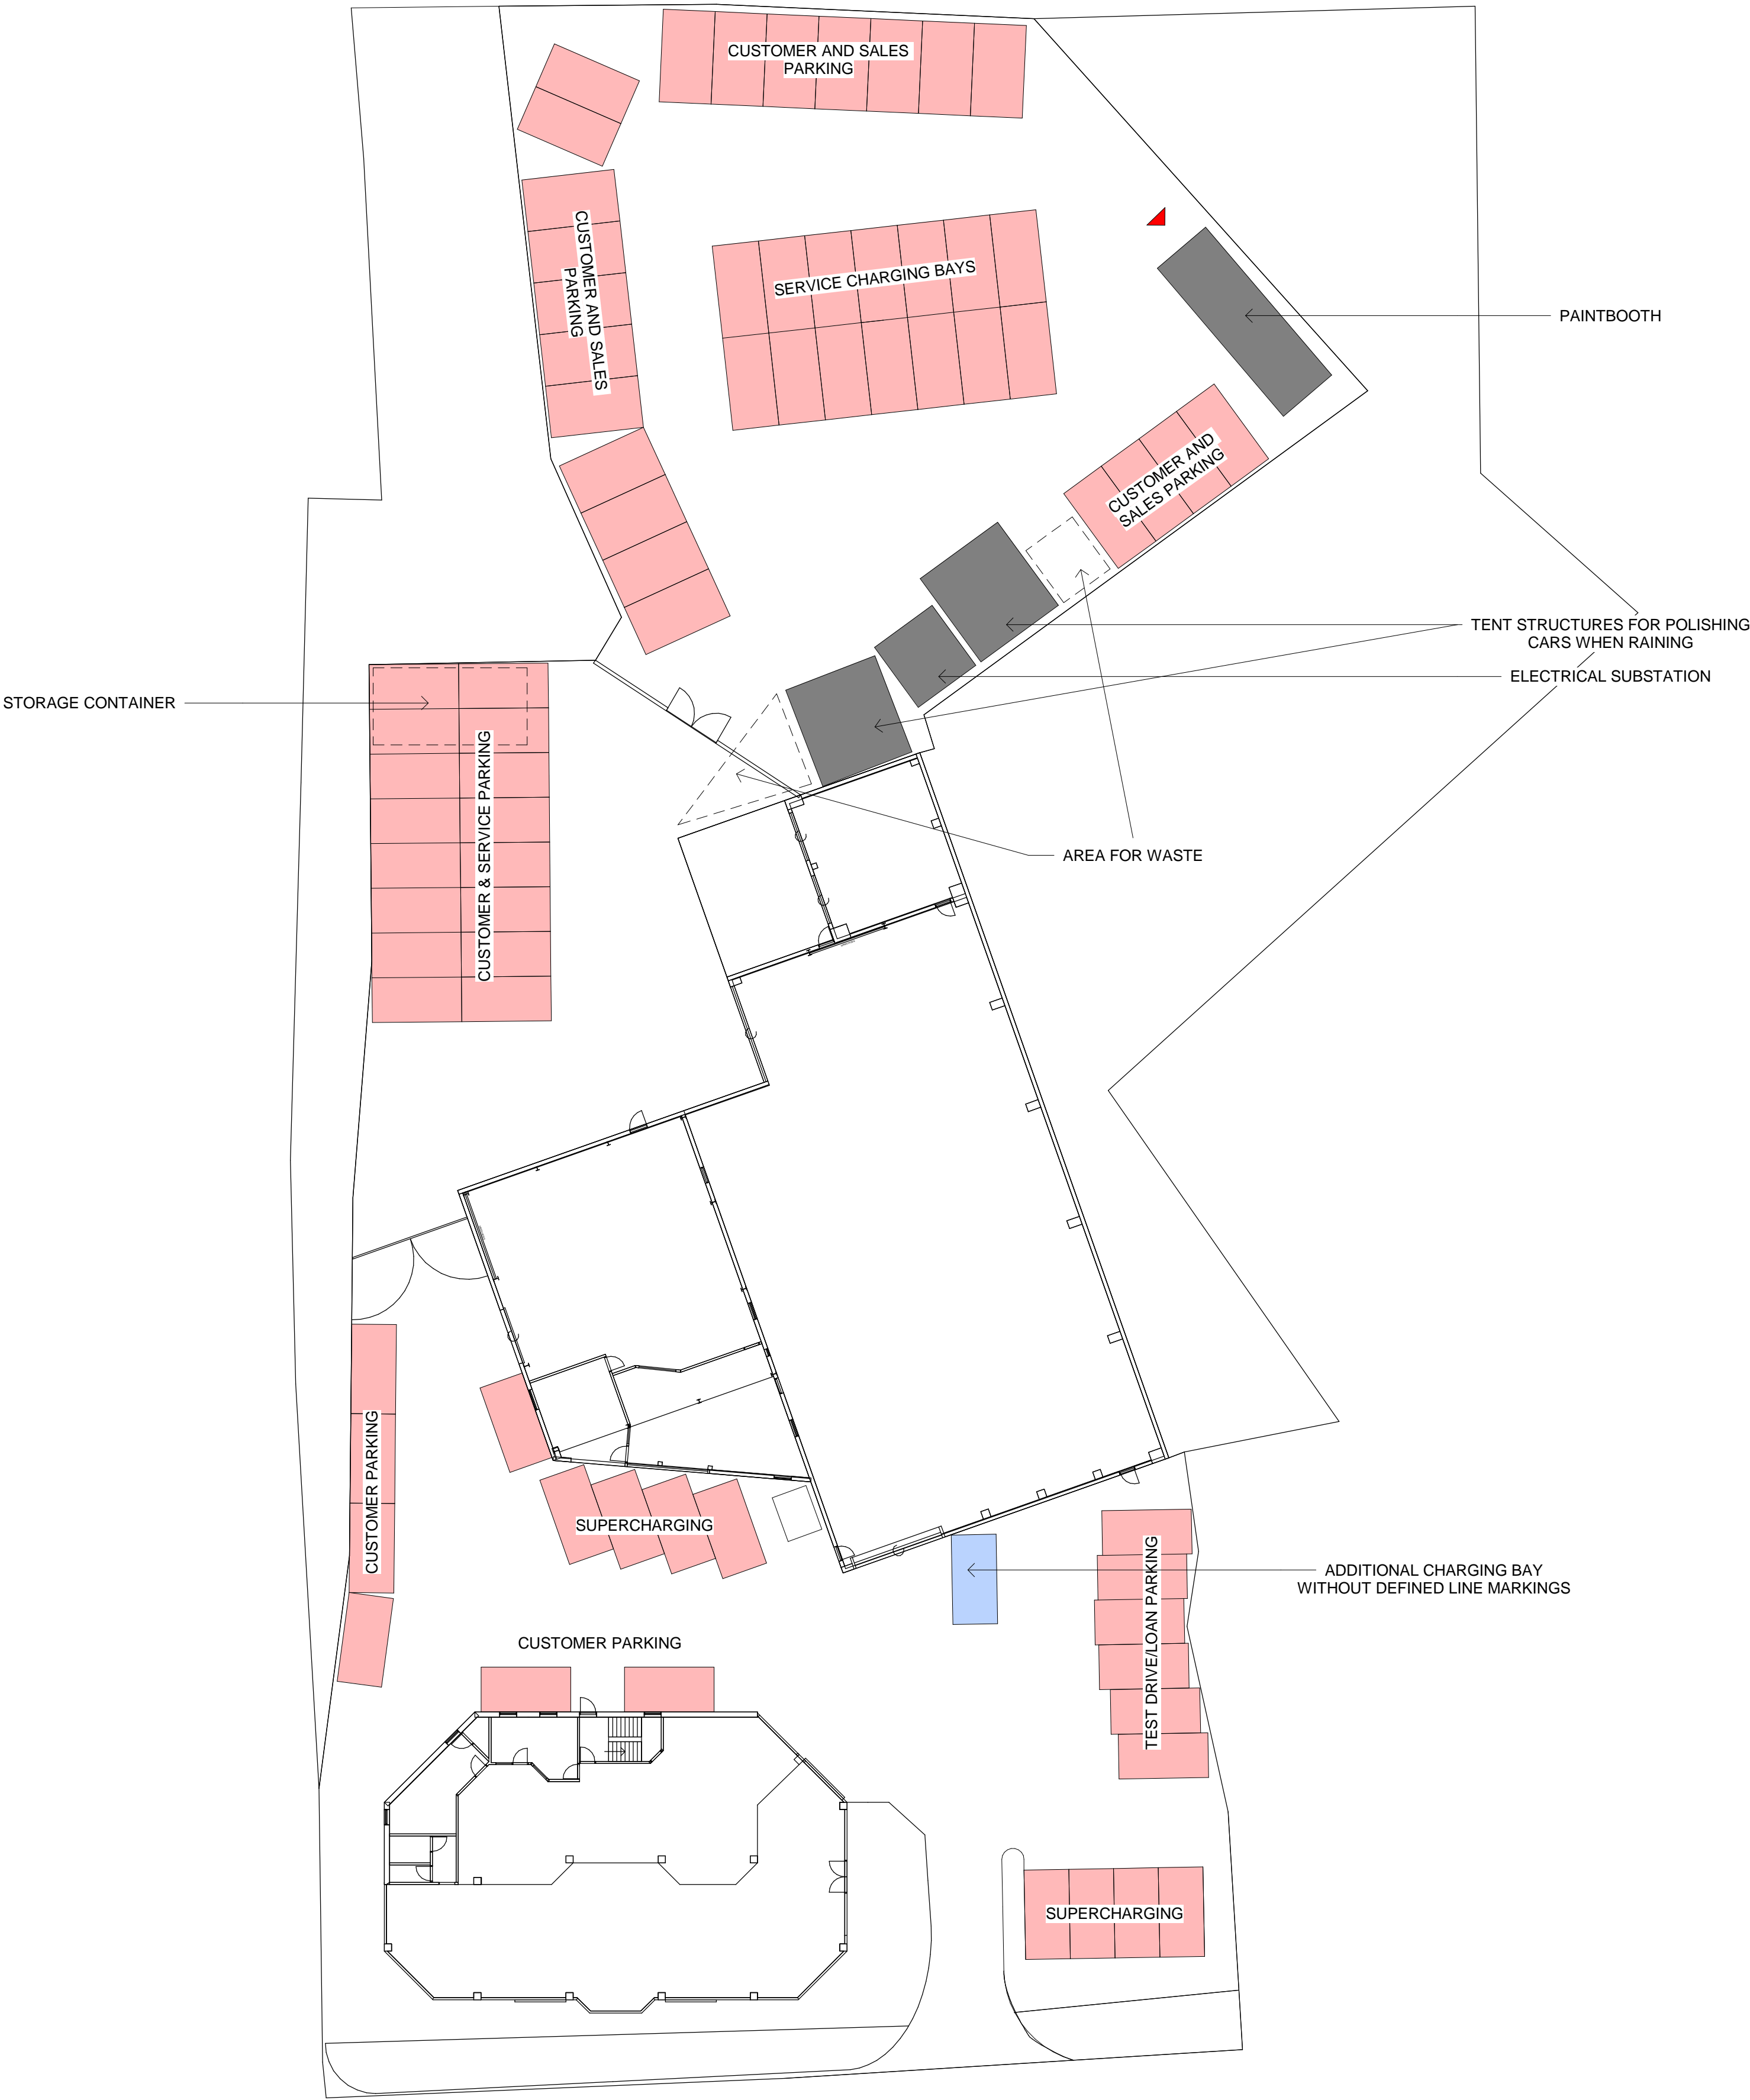 CUSTOMER AND SALES
PARKING
CUSTOMER AND SALES
PARKING
SERVICE CHARGING BAYS
PAINTBOOTH
CUSTOMER AND
SALES PARKING
TENT STRUCTURES FOR POLISHING
CARS WHEN RAINING
ELECTRICAL SUBSTATION
STORAGE CONTAINER
CUSTOMER & SERVICE PARKING
AREA FOR WASTE
CUSTOMER PARKING
SUPERCHARGING
ADDITIONAL CHARGING BAY
WITHOUT DEFINED LINE MARKINGS
TEST DRIVE/LOAN PARKING
CUSTOMER PARKING
SUPERCHARGING